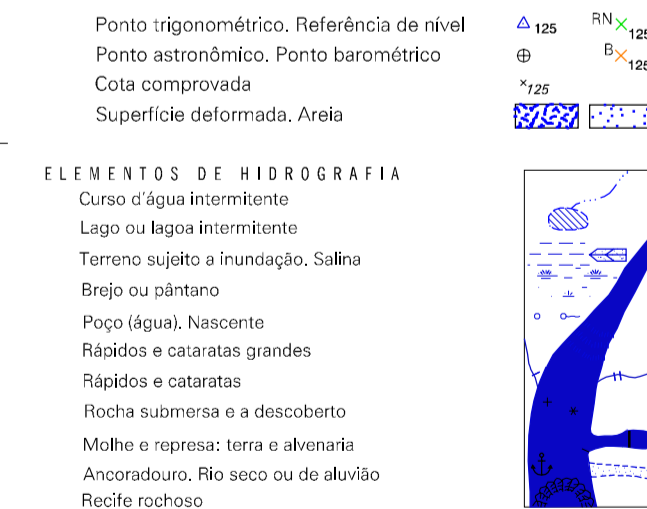 Ponto trigonométrico. Referência de nível 125 RN 125
Ponto astronômico. Ponto barométrico B 125
Cota comprovada 125
Superfície deformada. Areia
ELEMENTOS DE HIDROGRAFIA
Curso d'água intermitente
Lago ou lagoa intermitente
Terreno sujeito a inundação. Salina
Brejo ou pântano
Poço (água). Nascente
Rápidos e cataratas grandes
Rápidos e cataratas
Rocha submersa e a descoberto
Molhe e represa: terra e alvenaria
Ancoradouro. Rio seco ou de aluvião
Recife rochoso